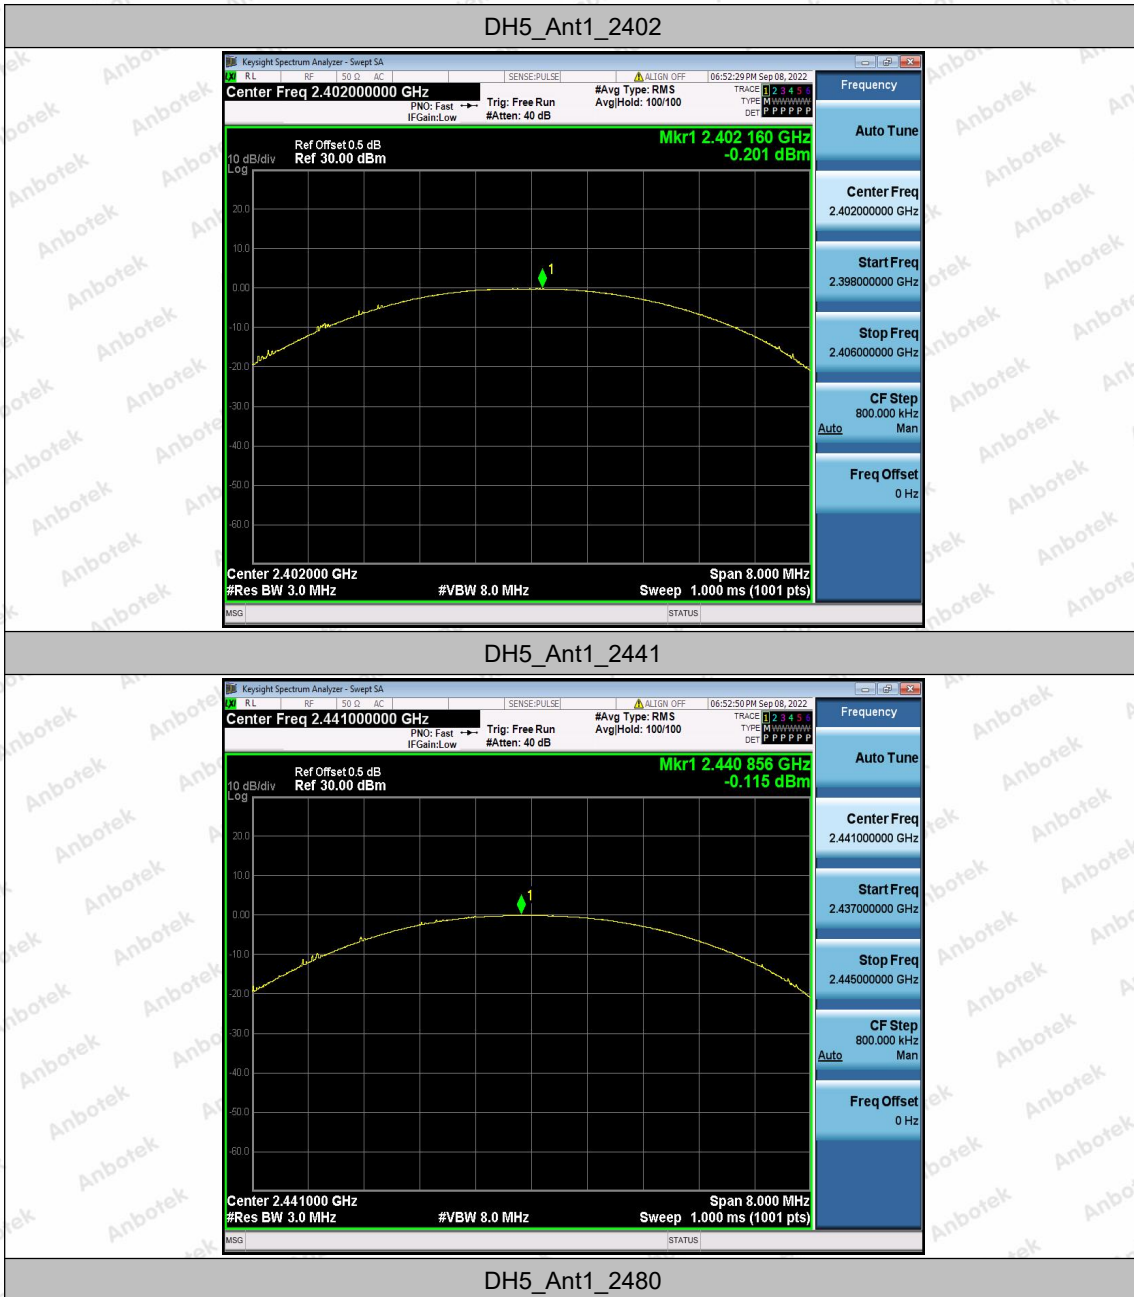 DH5_Ant1_2402
Keysight Spectrum Analyzer - Swept SA
LXI RL RF 50 Ω AC SENSE:PULSE ALIGN OFF 06:52:29 PM Sep 08, 2022
Center Freq 2.402000000 GHz
PNO: Fast
IFGain:Low
Trig: Free Run
#Atten: 40 dB
#Avg Type: RMS
Avg|Hold: 100/100
TRACE 1 2 3 4 5 6
TYPE M WWWWW
DET P P P P P P
Frequency
Auto Tune
Mkr1 2.402 160 GHz
-0.201 dBm
Ref Offset 0.5 dB
10 dB/div Ref 30.00 dBm
Log
20.0
10.0
0.00
-10.0
-20.0
-30.0
-40.0
-50.0
-60.0
1
Center Freq
2.402000000 GHz
Start Freq
2.398000000 GHz
Stop Freq
2.406000000 GHz
CF Step
800.000 kHz
Auto Man
Freq Offset
0 Hz
Center 2.402000 GHz Span 8.000 MHz
#Res BW 3.0 MHz #VBW 8.0 MHz Sweep 1.000 ms (1001 pts)
MSG STATUS
DH5_Ant1_2441
Keysight Spectrum Analyzer - Swept SA
LXI RL RF 50 Ω AC SENSE:PULSE ALIGN OFF 06:52:50 PM Sep 08, 2022
Center Freq 2.441000000 GHz
PNO: Fast
IFGain:Low
Trig: Free Run
#Atten: 40 dB
#Avg Type: RMS
Avg|Hold: 100/100
TRACE 1 2 3 4 5 6
TYPE M WWWWW
DET P P P P P P
Frequency
Auto Tune
Mkr1 2.440 856 GHz
-0.115 dBm
Ref Offset 0.5 dB
10 dB/div Ref 30.00 dBm
Log
20.0
10.0
0.00
-10.0
-20.0
-30.0
-40.0
-50.0
-60.0
1
Center Freq
2.441000000 GHz
Start Freq
2.437000000 GHz
Stop Freq
2.445000000 GHz
CF Step
800.000 kHz
Auto Man
Freq Offset
0 Hz
Center 2.441000 GHz Span 8.000 MHz
#Res BW 3.0 MHz #VBW 8.0 MHz Sweep 1.000 ms (1001 pts)
MSG STATUS
DH5_Ant1_2480
Anbotek